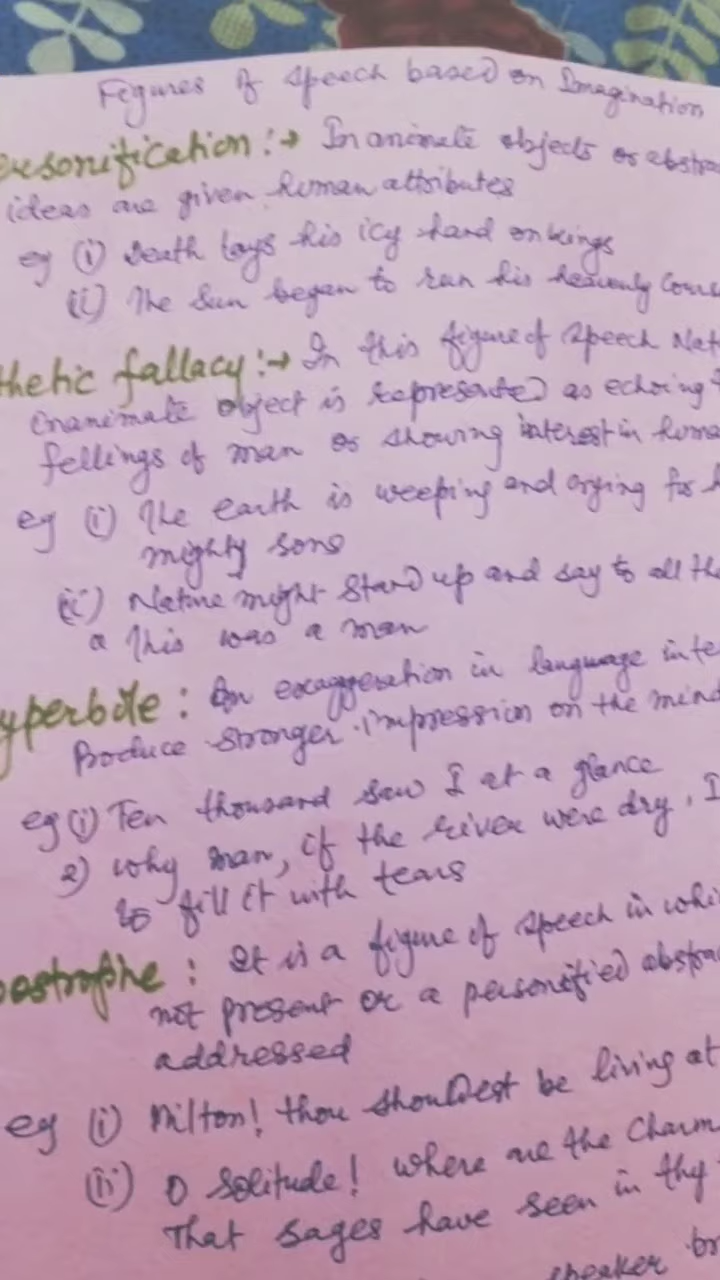 Figures of speech based on Imagination
ersonification :→ Inanimate objects or abstra
ideas are given human attributes
eg (i) Death lays his icy hand on kings
(ii) The Sun began to run his heavenly Cours
thetic fallacy :→ In this figure of speech Nat
enanimate object is represented as echoing
fellings of man or showing interest in huma
eg (i) The earth is weeping and crying for
mighty sons
(ii) Nature might stand up and say to all the
a This was a man
yperbole : An exaggeration in language inte
Produce stronger impression on the mind
eg (i) Ten thousand saw I at a glance
2) why man, if the river were dry, I
to fill it with tears
postrophe : It is a figure of speech in whi
not present or a personified abstra
addressed
eg (i) Milton! thou shouldest be living at
(ii) O solitude! where are the Charm
That sages have seen in thy
speaker br